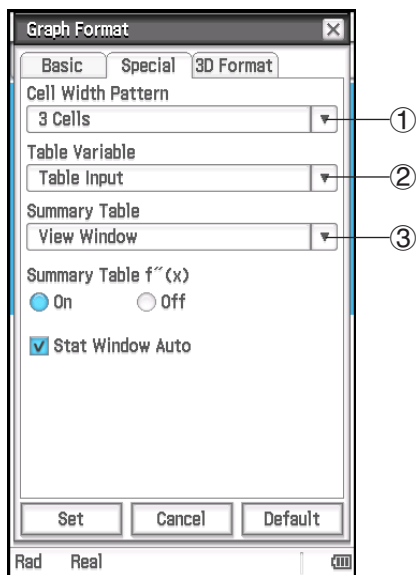 Graph Format
Basic Special 3D Format
Cell Width Pattern
3 Cells
①
Table Variable
Table Input
②
Summary Table
View Window
③
Summary Table f″(x)
On Off
Stat Window Auto
Set Cancel Default
Rad Real